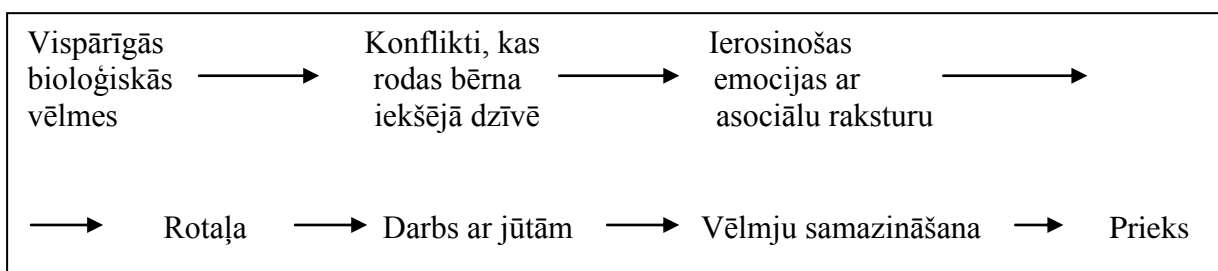 Vispārīgās Konflikti, kas Ierosinošas
bioloģiskās rodas bērna emocijas ar
vēlmes iekšējā dzīvē asociālu raksturu
Rotaļa Darbs ar jūtām Vēlmju samazināšana Prieks